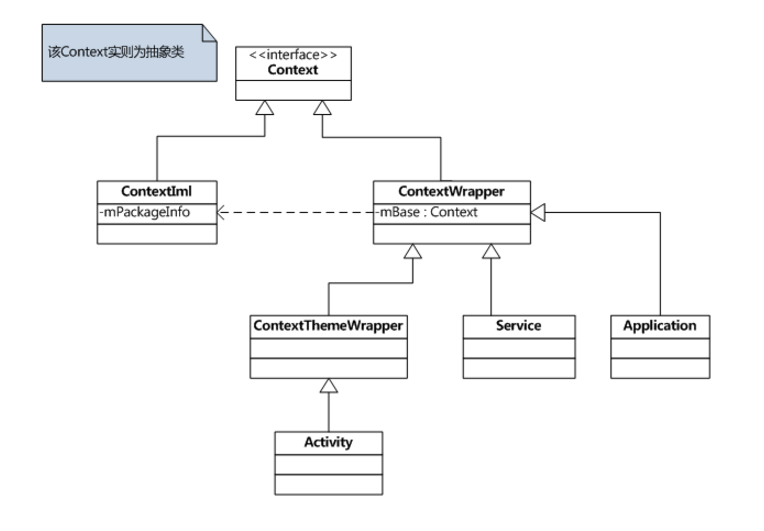 该Context实则为抽象类
<<interface>>
Context
ContextIml
-mPackageInfo
ContextWrapper
-mBase : Context
ContextThemeWrapper
Service
Application
Activity